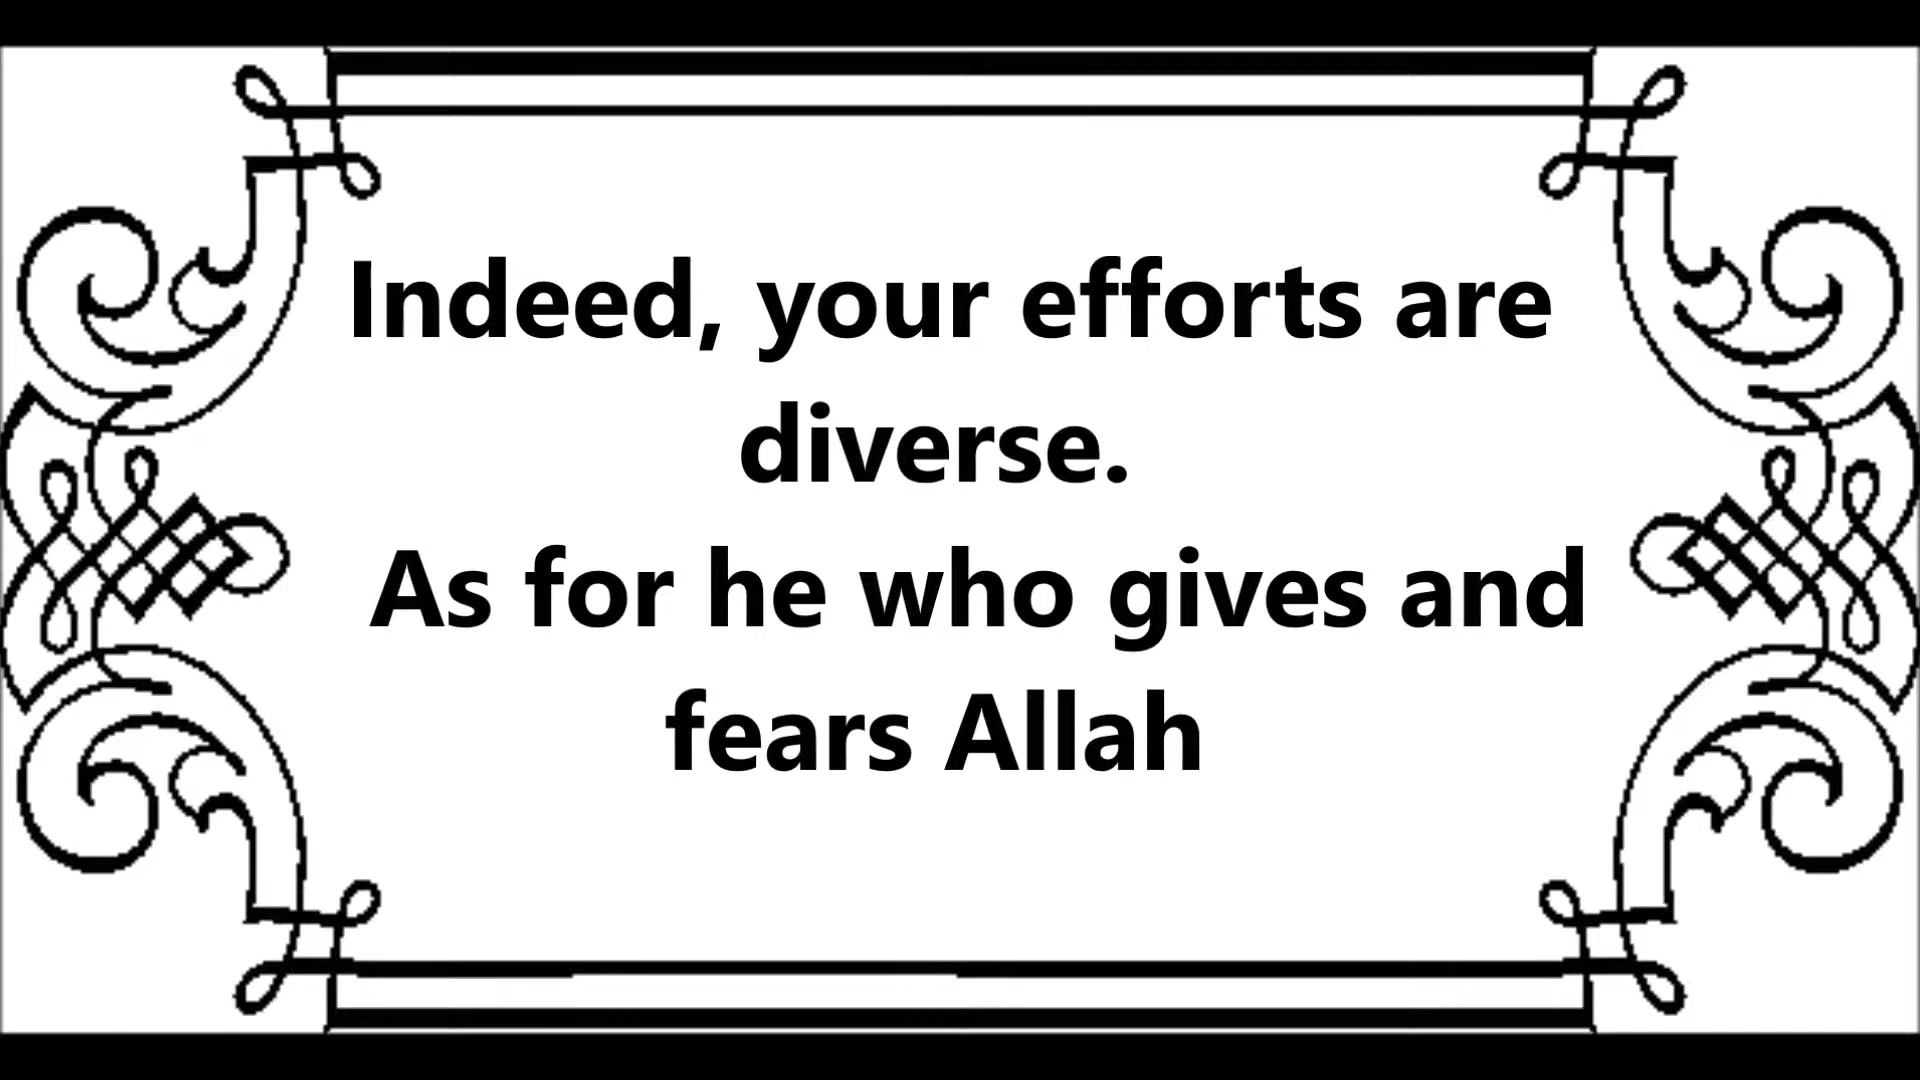 Indeed, your efforts are
diverse.
As for he who gives and
fears Allah